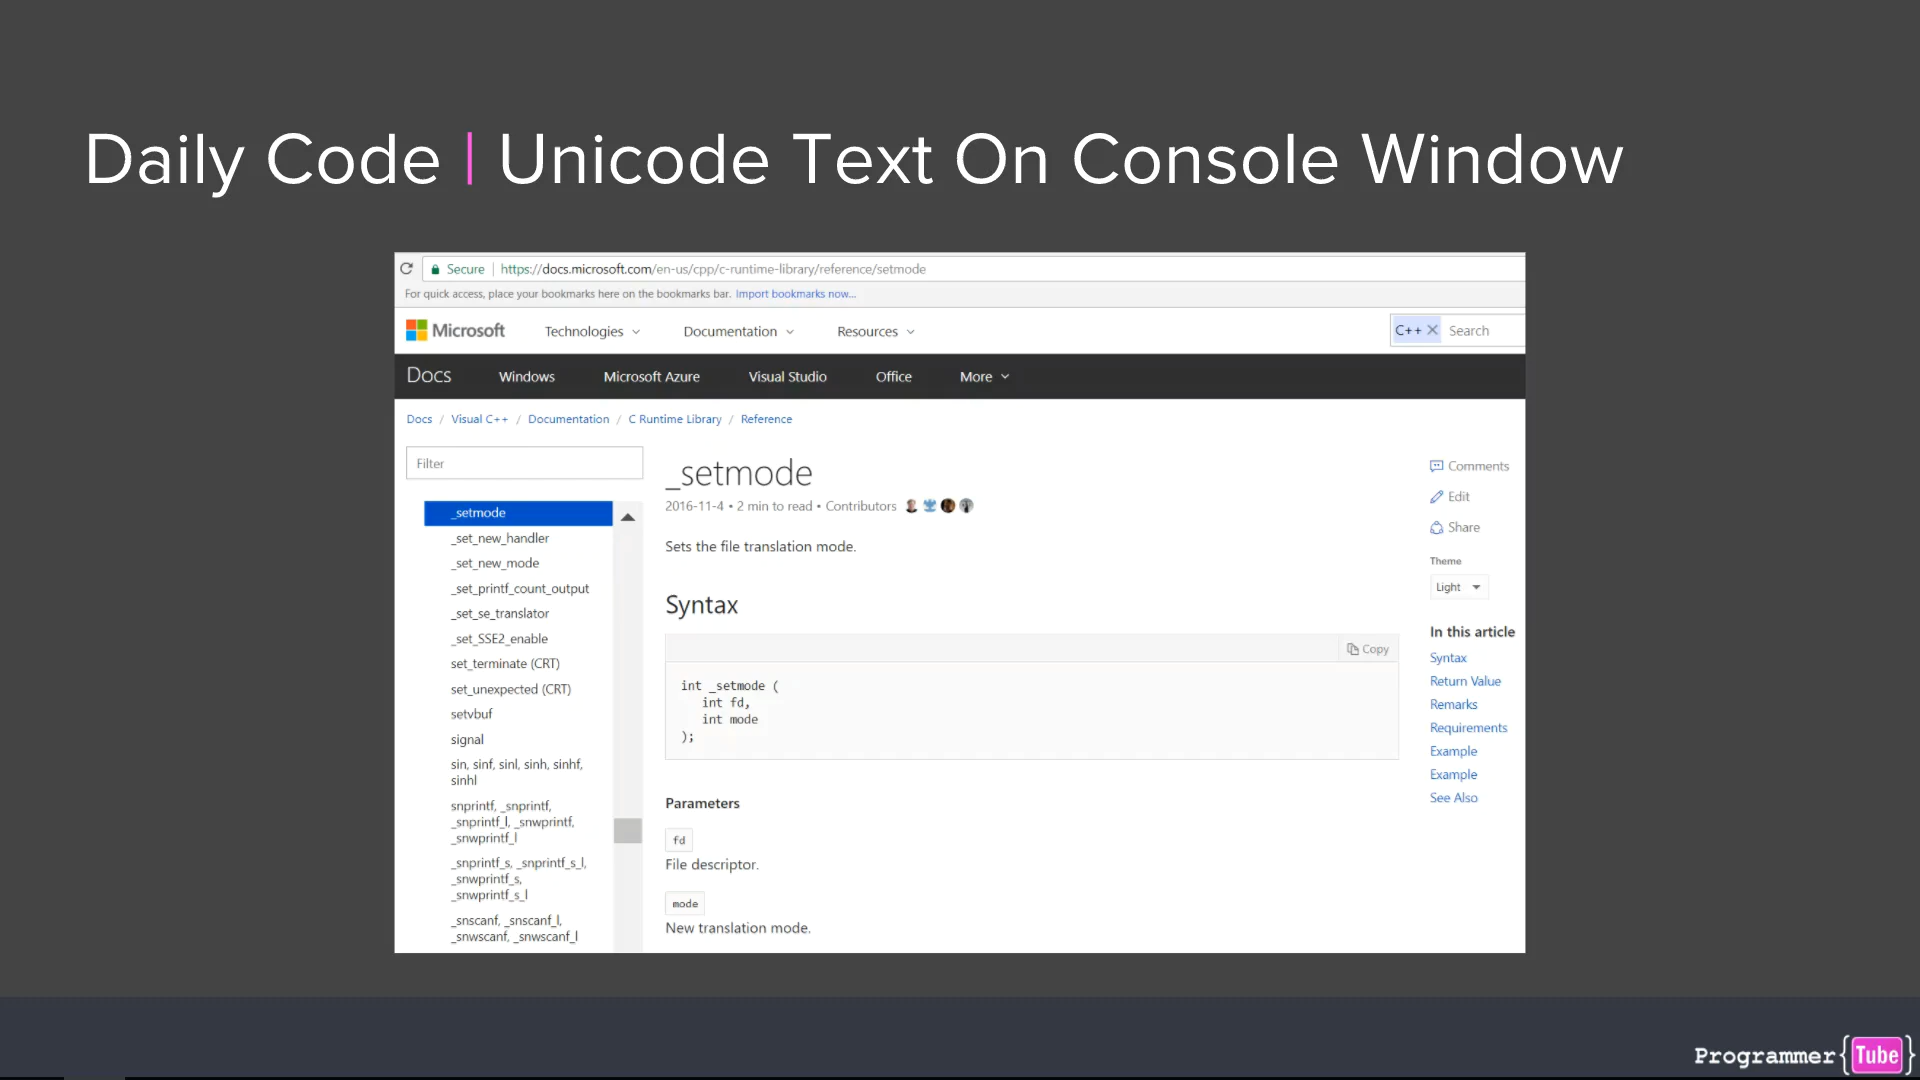 Daily Code | Unicode Text On Console Window
Secure | https://docs.microsoft.com/en-us/cpp/c-runtime-library/reference/setmode
For quick access, place your bookmarks here on the bookmarks bar. Import bookmarks now...
Microsoft Technologies Documentation Resources C++ Search
Docs Windows Microsoft Azure Visual Studio Office More
Docs / Visual C++ / Documentation / C Runtime Library / Reference
Filter
_setmode
_set_new_handler
_set_new_mode
_set_printf_count_output
_set_se_translator
_set_SSE2_enable
set_terminate (CRT)
set_unexpected (CRT)
setvbuf
signal
sin, sinf, sinl, sinh, sinhf,
sinhl
snprintf, _snprintf,
_snprintf_l, _snwprintf,
_snwprintf_l
_snprintf_s, _snprintf_s_l,
_snwprintf_s,
_snwprintf_s_l
_snscanf, _snscanf_l,
_snwscanf, _snwscanf_l
_setmode
2016-11-4 • 2 min to read • Contributors
Sets the file translation mode.
Syntax
Copy
int _setmode (
int fd,
int mode
);
Parameters
fd
File descriptor.
mode
New translation mode.
Comments
Edit
Share
Theme
Light
In this article
Syntax
Return Value
Remarks
Requirements
Example
Example
See Also
Programmer{Tube}